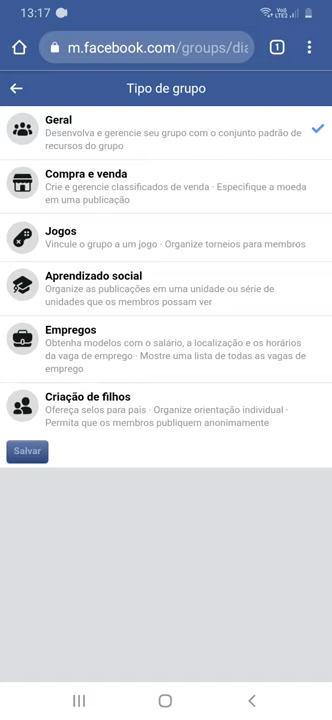 13:17
Vo))
LTE2
m.facebook.com/groups/dia
1
Tipo de grupo
Geral
Desenvolva e gerencie seu grupo com o conjunto padrão de
recursos do grupo
Compra e venda
Crie e gerencie classificados de venda · Especifique a moeda
em uma publicação
Jogos
Vincule o grupo a um jogo · Organize torneios para membros
Aprendizado social
Organize as publicações em uma unidade ou série de
unidades que os membros possam ver
Empregos
Obtenha modelos com o salário, a localização e os horários
da vaga de emprego · Mostre uma lista de todas as vagas de
emprego
Criação de filhos
Ofereça selos para pais · Organize orientação individual ·
Permita que os membros publiquem anonimamente
Salvar